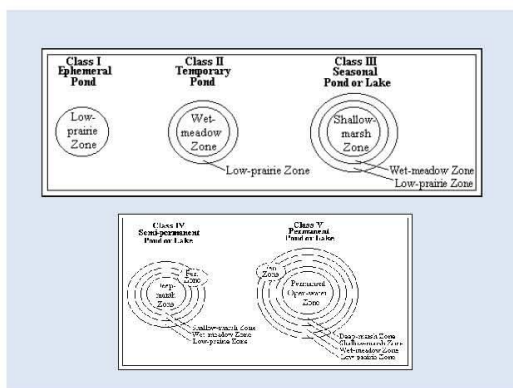 Class I
Ephemeral
Pond
Low-
prairie
Zone
Class II
Temporary
Pond
Wet-
meadow
Zone
Low-prairie Zone
Class III
Seasonal
Pond or Lake
Shallow-
marsh
Zone
Wet-meadow Zone
Low-prairie Zone
Class IV
Semi-permanent
Pond or Lake
Fen
Zone
Deep-
marsh
Zone
Shallow-marsh Zone
Wet-meadow Zone
Low-prairie Zone
Class V
Permanent
Pond or Lake
Fen
Zone
Permanent
Open-water
Zone
Deep-marsh Zone
Shallow-marsh Zone
Wet-meadow Zone
Low-prairie Zone